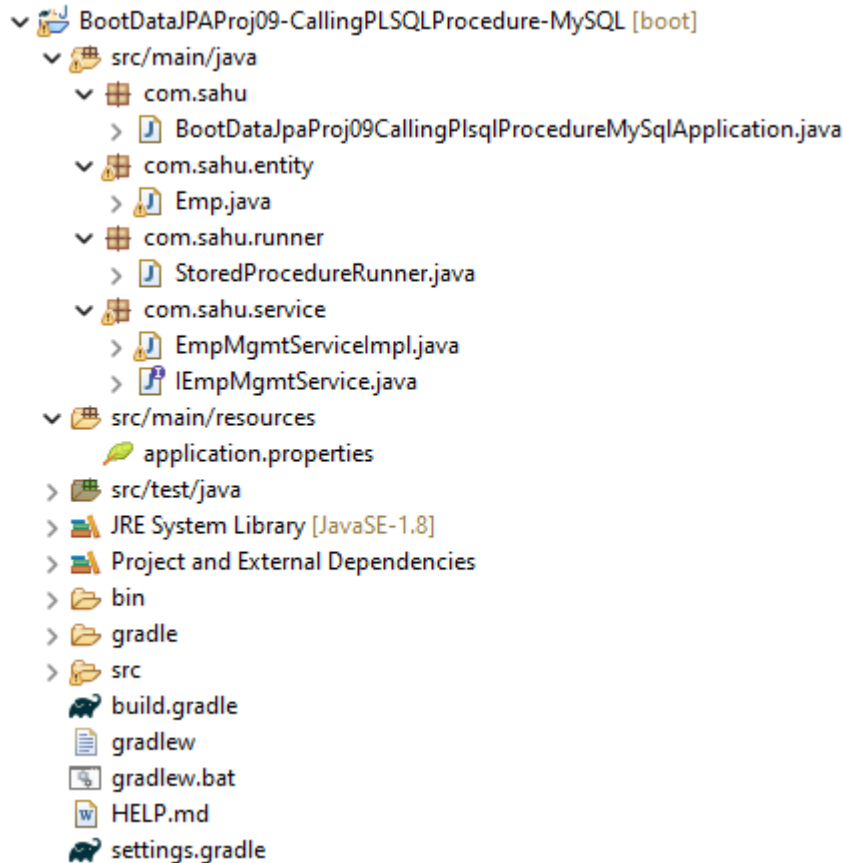 BootDataJPAProj09-CallingPLSQLProcedure-MySQL [boot]
src/main/java
com.sahu
BootDataJpaProj09CallingPlsqlProcedureMySqlApplication.java
com.sahu.entity
Emp.java
com.sahu.runner
StoredProcedureRunner.java
com.sahu.service
EmpMgmtServiceImpl.java
IEmpMgmtService.java
src/main/resources
application.properties
src/test/java
JRE System Library [JavaSE-1.8]
Project and External Dependencies
bin
gradle
src
build.gradle
gradlew
gradlew.bat
HELP.md
settings.gradle